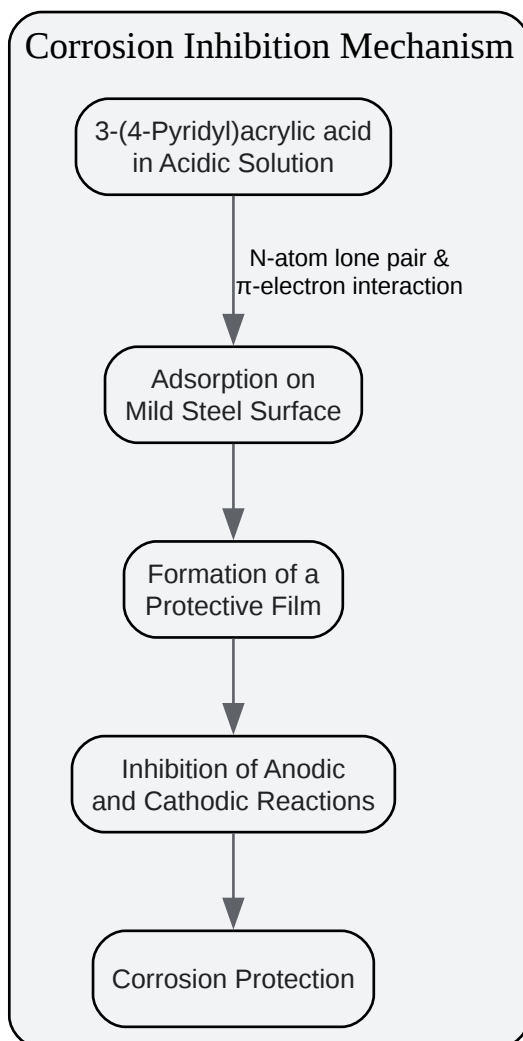 Corrosion Inhibition Mechanism
3-(4-Pyridyl)acrylic acid
in Acidic Solution
N-atom lone pair &
π-electron interaction
Adsorption on
Mild Steel Surface
Formation of a
Protective Film
Inhibition of Anodic
and Cathodic Reactions
Corrosion Protection